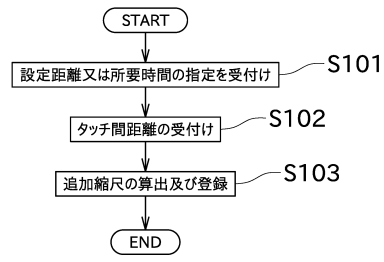 START
設定距離又は所要時間の指定を受付け
S101
タッチ間距離の受付け
S102
追加縮尺の算出及び登録
S103
END